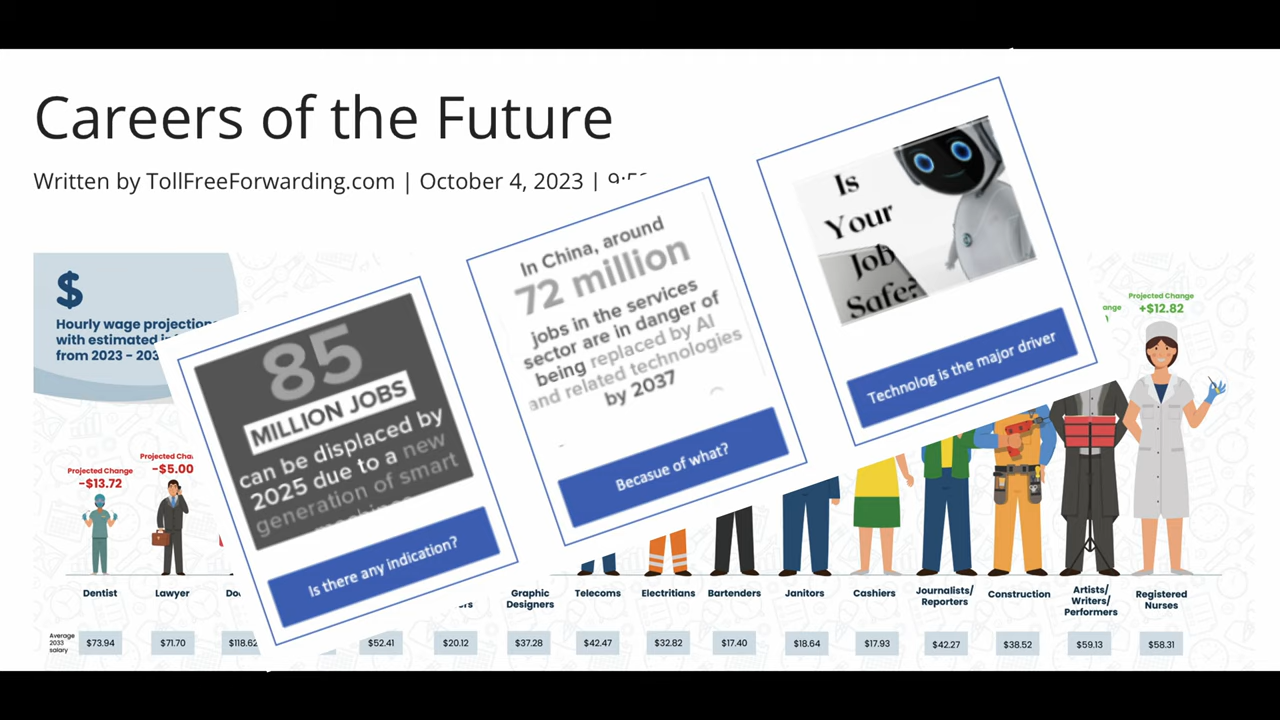 Careers of the Future
Written by TollFreeForwarding.com | October 4, 2023 |
$
Hourly wage projection
with estimated
from 2023 - 203
85
MILLION JOBS
can be displaced by
2025 due to a new
generation of smart
Is there any indication?
In China, around
72 million
jobs in the services
sector are in danger of
being replaced by AI
and related technologies
by 2037
Becasue of what?
Is
Your
Job
Safe?
Technolog is the major driver
Projected Change
-$13.72
Projected Cha
-$5.00
ange
Projected Change
+$12.82
Dentist
Lawyer
Graphic
Designers
Telecoms
Electritians
Bartenders
Janitors
Cashiers
Journalists/
Reporters
Construction
Artists/
Writers/
Performers
Registered
Nurses
Average
2033
salary
$73.94
$71.70
$118.62
$52.41
$20.12
$37.28
$42.47
$32.82
$17.40
$18.64
$17.93
$42.27
$38.52
$59.13
$58.31